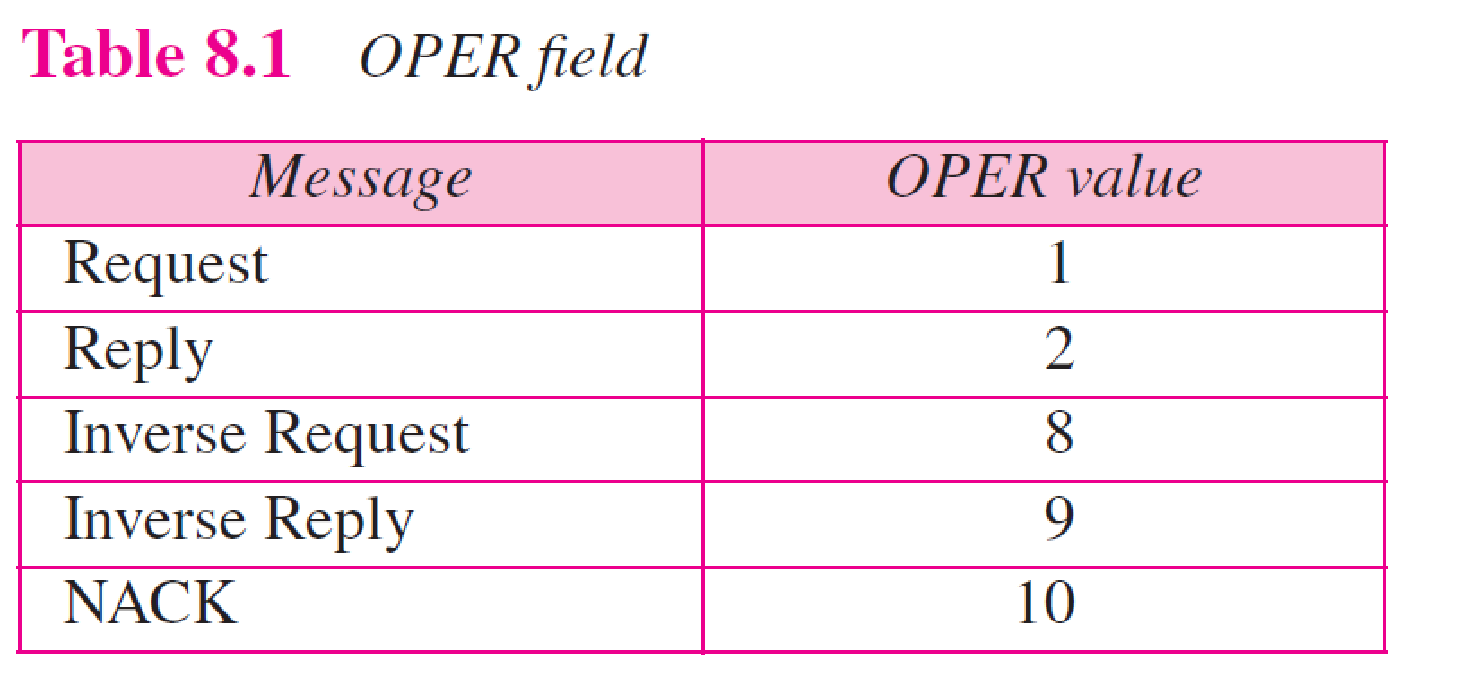 Table 8.1 OPER field
Message OPER value
Request 1
Reply 2
Inverse Request 8
Inverse Reply 9
NACK 10